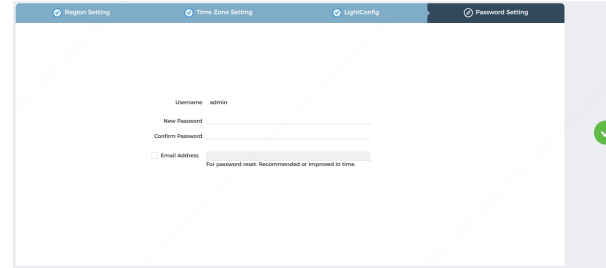 Region Setting
Time Zone Setting
LightConfig
Password Setting
Username admin
New Password
Confirm Password
Email Address
For password reset. Recommended or improved in time.